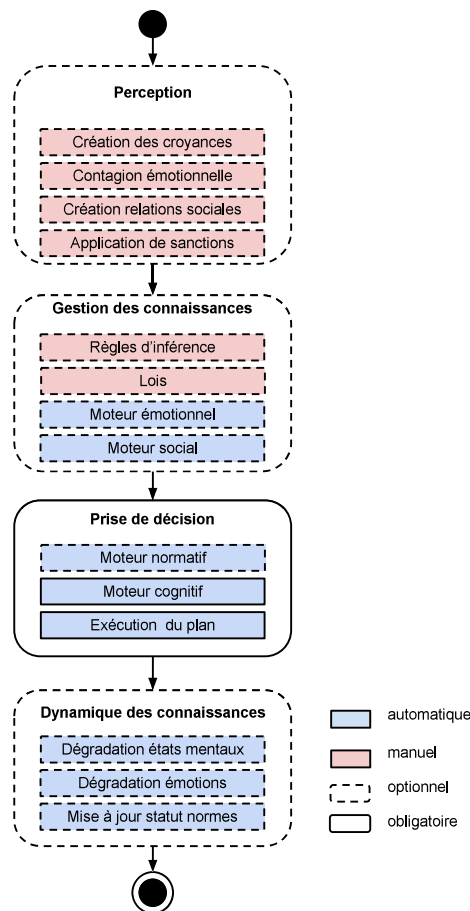 Perception
Création des croyances
Contagion émotionnelle
Création relations sociales
Application de sanctions
Gestion des connaissances
Règles d'inférence
Lois
Moteur émotionnel
Moteur social
Prise de décision
Moteur normatif
Moteur cognitif
Exécution du plan
Dynamique des connaissances
Dégradation états mentaux
Dégradation émotions
Mise à jour statut normes
automatique
manuel
optionnel
obligatoire